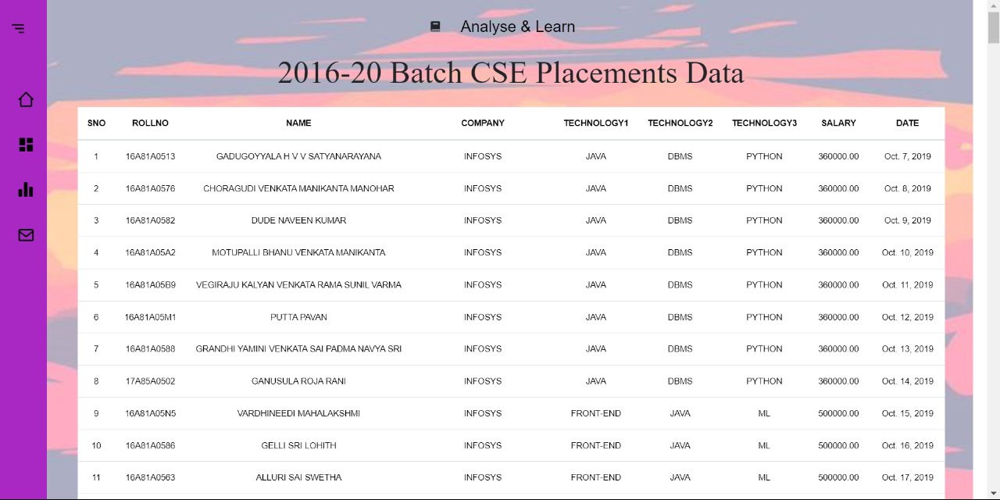 Analyse & Learn
2016-20 Batch CSE Placements Data
SNO ROLLNO NAME COMPANY TECHNOLOGY1 TECHNOLOGY2 TECHNOLOGY3 SALARY DATE
1 16A81A0513 GADUGOYYALA H V V SATYANARAYANA INFOSYS JAVA DBMS PYTHON 360000.00 Oct. 7, 2019
2 16A81A0576 CHORAGUDI VENKATA MANIKANTA MANOHAR INFOSYS JAVA DBMS PYTHON 360000.00 Oct. 8, 2019
3 16A81A0582 DUDE NAVEEN KUMAR INFOSYS JAVA DBMS PYTHON 360000.00 Oct. 9, 2019
4 16A81A05A2 MOTUPALLI BHANU VENKATA MANIKANTA INFOSYS JAVA DBMS PYTHON 360000.00 Oct. 10, 2019
5 16A81A05B9 VEGIRAJU KALYAN VENKATA RAMA SUNIL VARMA INFOSYS JAVA DBMS PYTHON 360000.00 Oct. 11, 2019
6 16A81A05M1 PUTTA PAVAN INFOSYS JAVA DBMS PYTHON 360000.00 Oct. 12, 2019
7 16A81A0588 GRANDHI YAMINI VENKATA SAI PADMA NAVYA SRI INFOSYS JAVA DBMS PYTHON 360000.00 Oct. 13, 2019
8 17A85A0502 GANUSULA ROJA RANI INFOSYS JAVA DBMS PYTHON 360000.00 Oct. 14, 2019
9 16A81A05N5 VARDHINEEDI MAHALAKSHMI INFOSYS FRONT-END JAVA ML 500000.00 Oct. 15, 2019
10 16A81A0586 GELLI SRI LOHITH INFOSYS FRONT-END JAVA ML 500000.00 Oct. 16, 2019
11 16A81A0563 ALLURI SAI SWETHA INFOSYS FRONT-END JAVA ML 500000.00 Oct. 17, 2019